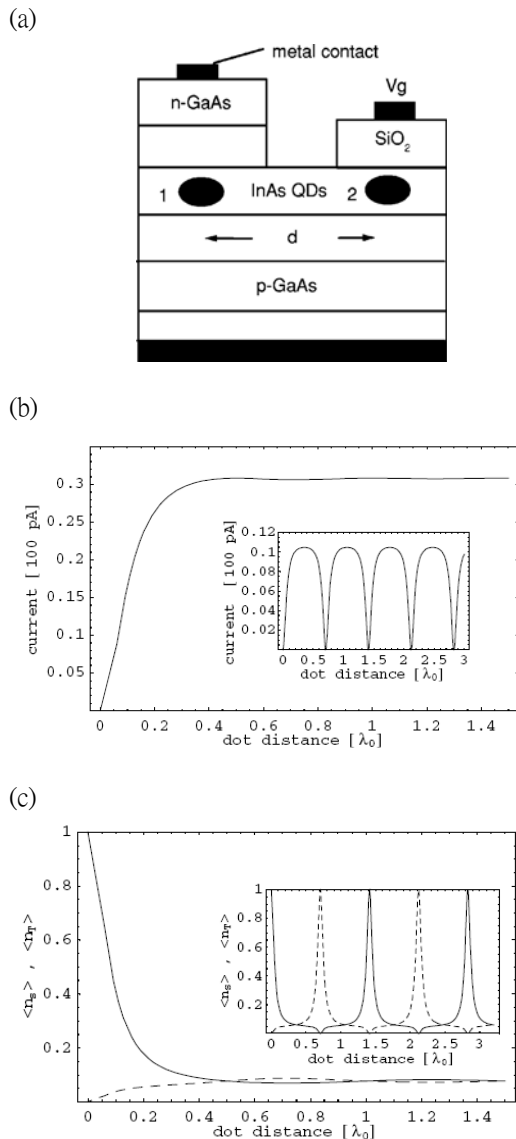 (a)
metal contact
n-GaAs
Vg
SiO₂
1 InAs QDs 2
d
p-GaAs
(b)
current [100 pA]
0.3
0.25
0.2
0.15
0.1
0.05
0 0.2 0.4 0.6 0.8 1 1.2 1.4
dot distance [λ₀]
current [100 pA]
0.12
0.1
0.08
0.06
0.04
0.02
0 0.5 1 1.5 2 2.5 3
dot distance [λ₀]
(c)
<n_S> , <n_T>
1
0.8
0.6
0.4
0.2
0 0.2 0.4 0.6 0.8 1 1.2 1.4
dot distance [λ₀]
<n_S> , <n_T>
1
0.8
0.6
0.4
0.2
0 0.5 1 1.5 2 2.5 3
dot distance [λ₀]